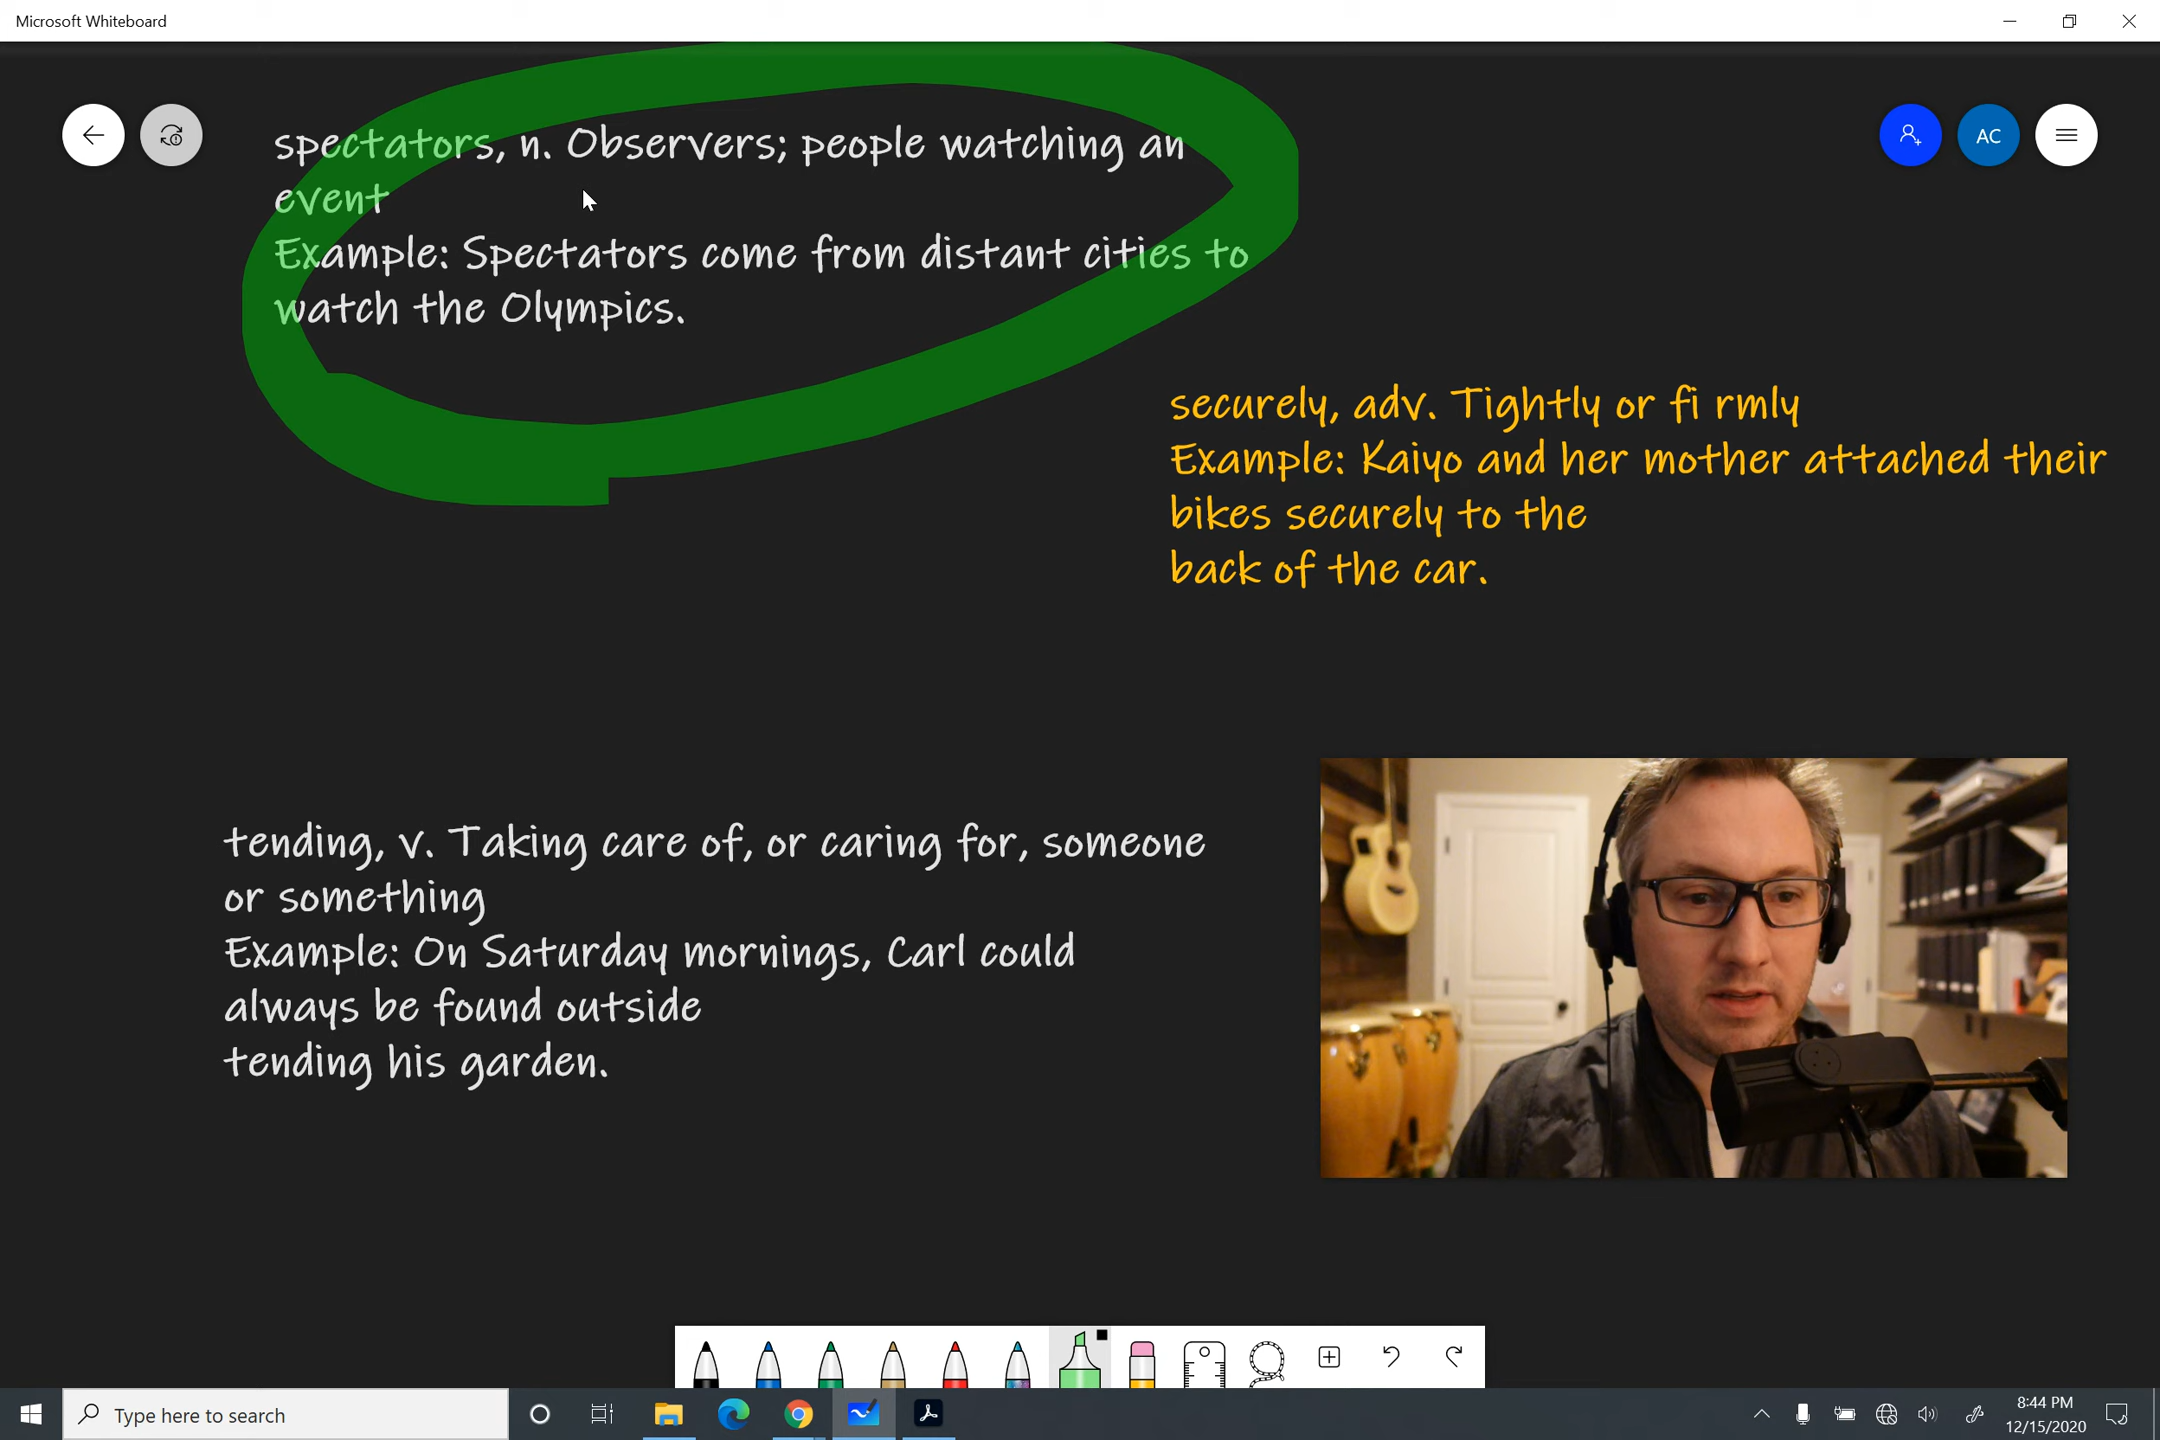 Microsoft Whiteboard
AC
spectators, n. Observers; people watching an
event
Example: Spectators come from distant cities to
watch the Olympics.
securely, adv. Tightly or fi rmly
Example: Kaiyo and her mother attached their
bikes securely to the
back of the car.
tending, v. Taking care of, or caring for, someone
or something
Example: On Saturday mornings, Carl could
always be found outside
tending his garden.
Type here to search
8:44 PM
12/15/2020